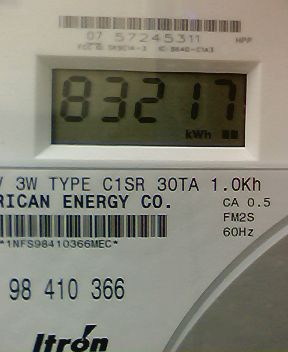 07 57245311 HPP
83217
kWh
V 3W TYPE C1SR 30TA 1.0Kh
RICAN ENERGY CO. CA 0.5
FM2S
60Hz
*1NFS98410366MEC*
98 410 366
Itron